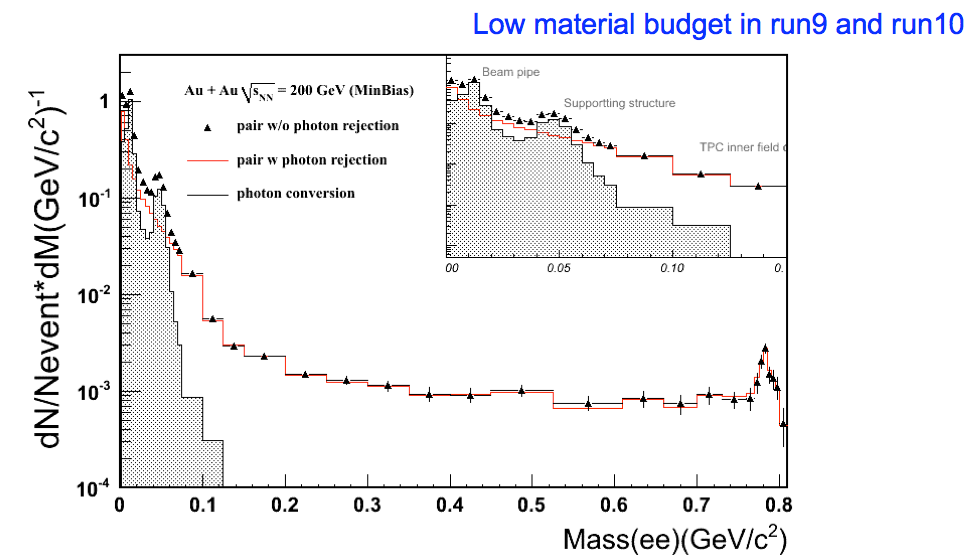 Low material budget in run9 and run10
Au + Au √s_NN = 200 GeV (MinBias)
pair w/o photon rejection
pair w photon rejection
photon conversion
Beam pipe
Supportting structure
TPC inner field
00 0.05 0.10 0.
dN/Nevent*dM(GeV/c²)⁻¹
1
10⁻¹
10⁻²
10⁻³
10⁻⁴
0 0.1 0.2 0.3 0.4 0.5 0.6 0.7 0.8
Mass(ee)(GeV/c²)